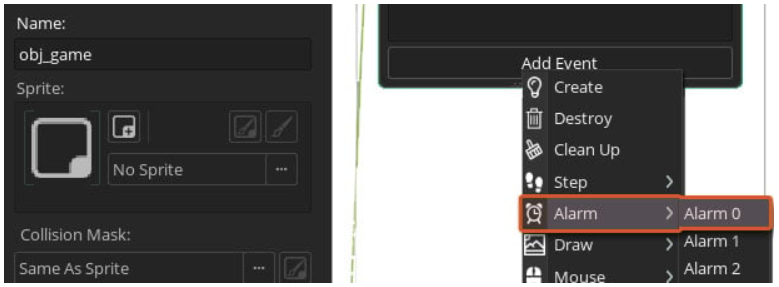 Name:
obj_game
Sprite:
No Sprite
Collision Mask:
Same As Sprite
Add Event
Create
Destroy
Clean Up
Step
Alarm
Draw
Mouse
Alarm 0
Alarm 1
Alarm 2